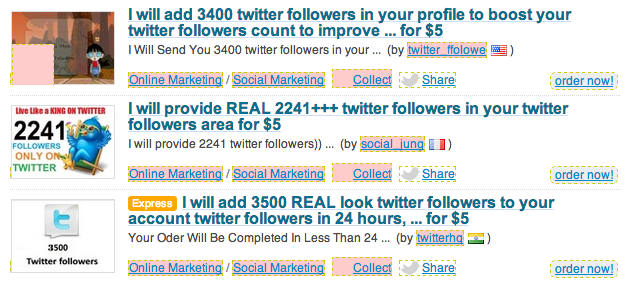 I will add 3400 twitter followers in your profile to boost your
twitter followers count to improve ... for $5
I Will Send You 3400 twitter followers in your ... (by twitter_ffolowe )
Online Marketing / Social Marketing Collect Share order now!
Live Like a KING ON TWITTER
2241
FOLLOWERS
ONLY ON
TWITTER
I will provide REAL 2241+++ twitter followers in your twitter
followers area for $5
I will provide 2241 twitter followers)) ... (by social_jung )
Online Marketing / Social Marketing Collect Share order now!
3500
Twitter followers
Express I will add 3500 REAL look twitter followers to your
account twitter followers in 24 hours, ... for $5
Your Oder Will Be Completed In Less Than 24 ... (by twitterhq )
Online Marketing / Social Marketing Collect Share order now!